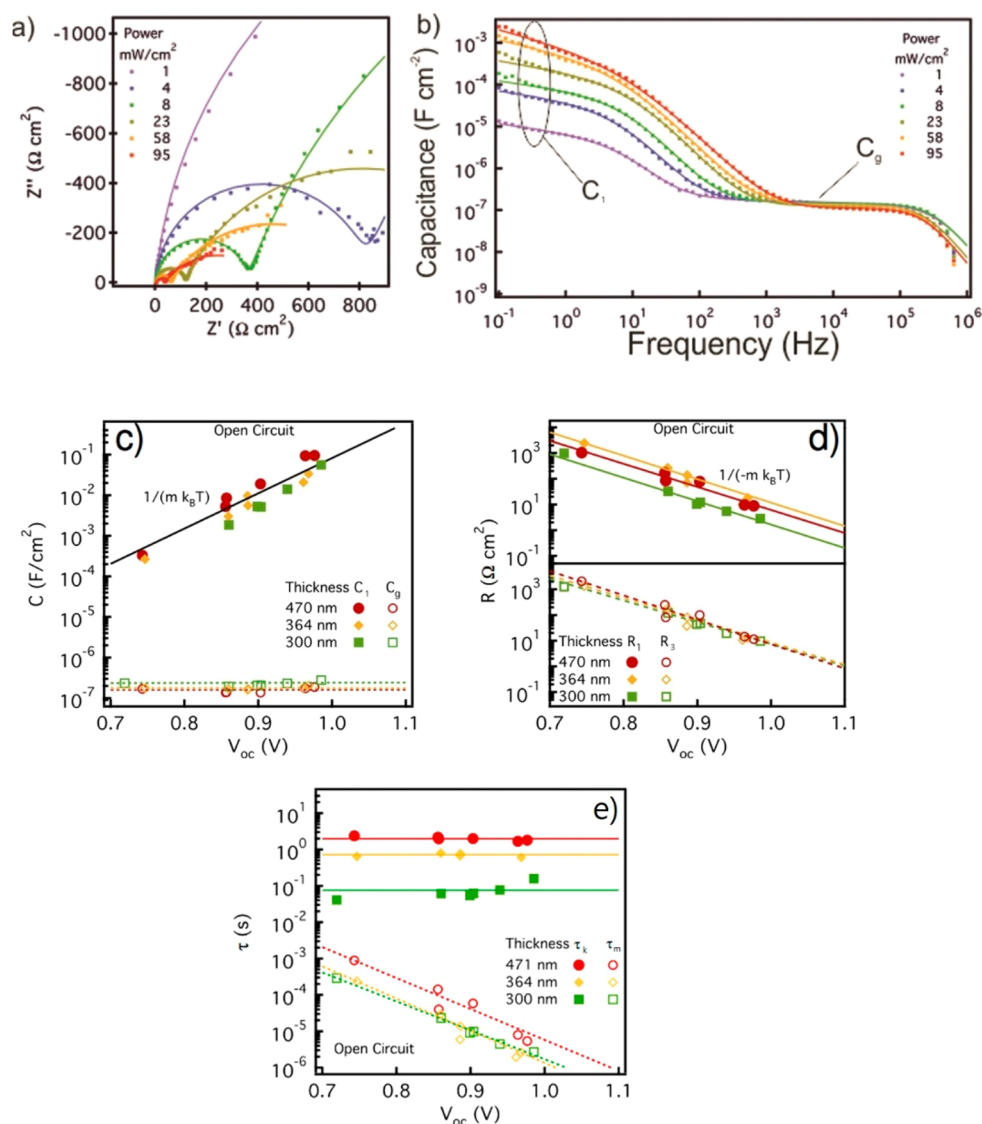 a)
Power
mW/cm²
1
4
8
23
58
95
-1000
-800
-600
-400
-200
0
Z'' (Ω cm²)
0 200 400 600 800
Z' (Ω cm²)
b)
Capacitance (F cm⁻²)
10⁻³
10⁻⁴
10⁻⁵
10⁻⁶
10⁻⁷
10⁻⁸
10⁻⁹
C₁
C_g
Power
mW/cm²
1
4
8
23
58
95
10⁻¹ 10⁰ 10¹ 10² 10³ 10⁴ 10⁵ 10⁶
Frequency (Hz)
c)
Open Circuit
1/(m k_BT)
C (F/cm²)
10⁻¹
10⁻²
10⁻³
10⁻⁴
10⁻⁵
10⁻⁶
10⁻⁷
Thickness C₁ C_g
470 nm
364 nm
300 nm
0.7 0.8 0.9 1.0 1.1
V_oc (V)
d)
Open Circuit
1/(-m k_BT)
R (Ω cm²)
10³
10¹
10⁻¹
10³
10¹
10⁻¹
Thickness R₁ R₃
470 nm
364 nm
300 nm
0.7 0.8 0.9 1.0 1.1
V_oc (V)
e)
τ (s)
10¹
10⁰
10⁻¹
10⁻²
10⁻³
10⁻⁴
10⁻⁵
10⁻⁶
Thickness τ_k τ_m
471 nm
364 nm
300 nm
Open Circuit
0.7 0.8 0.9 1.0 1.1
V_oc (V)